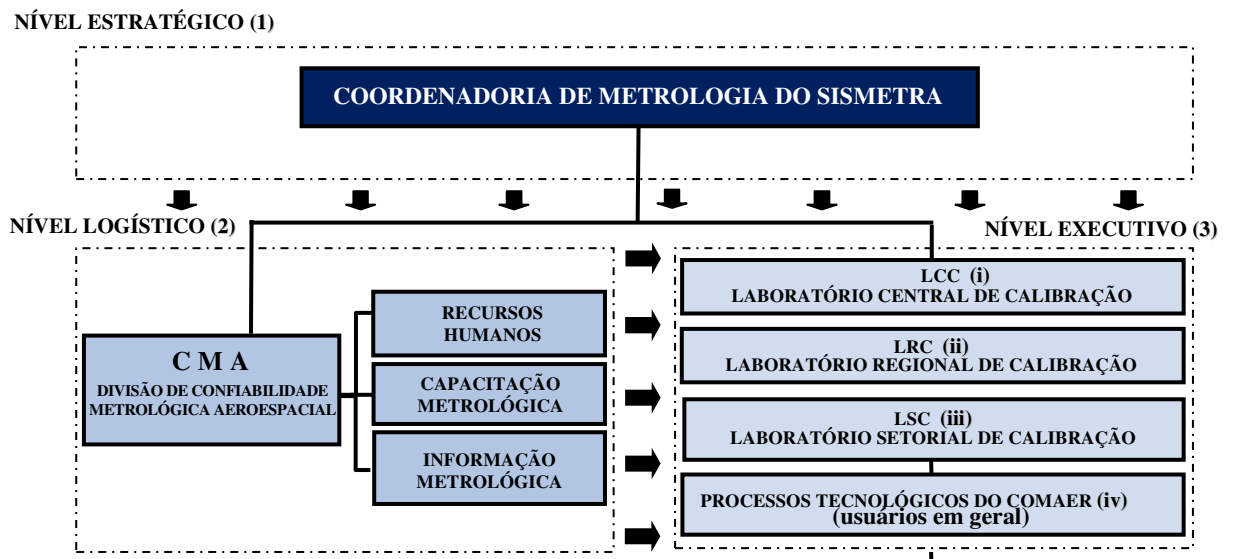 NÍVEL ESTRATÉGICO (1)
COORDENADORIA DE METROLOGIA DO SISMETRA
NÍVEL LOGÍSTICO (2)
NÍVEL EXECUTIVO (3)
C M A
DIVISÃO DE CONFIABILIDADE
METROLÓGICA AEROESPACIAL
RECURSOS
HUMANOS
CAPACITAÇÃO
METROLÓGICA
INFORMAÇÃO
METROLÓGICA
LCC (i)
LABORATÓRIO CENTRAL DE CALIBRAÇÃO
LRC (ii)
LABORATÓRIO REGIONAL DE CALIBRAÇÃO
LSC (iii)
LABORATÓRIO SETORIAL DE CALIBRAÇÃO
PROCESSOS TECNOLÓGICOS DO COMAER (iv)
(usuários em geral)